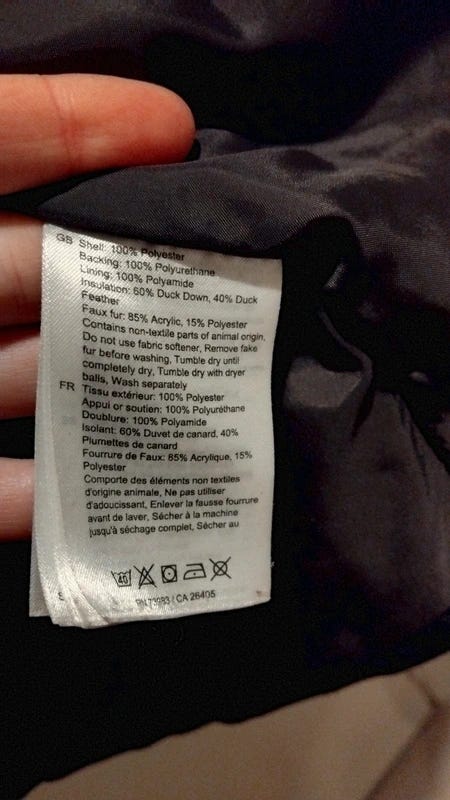 GB Shell: 100% Polyester
Backing: 100% Polyurethane
Lining: 100% Polyamide
Insulation: 60% Duck Down, 40% Duck
Feather
Faux fur: 85% Acrylic, 15% Polyester
Contains non-textile parts of animal origin,
Do not use fabric softener, Remove fake
fur before washing, Tumble dry until
completely dry, Tumble dry with dryer
balls, Wash separately
FR Tissu extérieur: 100% Polyester
Appui or soutien: 100% Polyuréthane
Doublure: 100% Polyamide
Isolant: 60% Duvet de canard, 40%
Plumettes de canard
Fourrure de Faux: 85% Acrylique, 15%
Polyester
Comporte des éléments non textiles
d'origine animale, Ne pas utiliser
d'adoucissant, Enlever la fausse fourrure
avant de laver, Sécher à la machine
jusqu'à séchage complet, Sécher au
40
S
PN 73983 / CA 26405